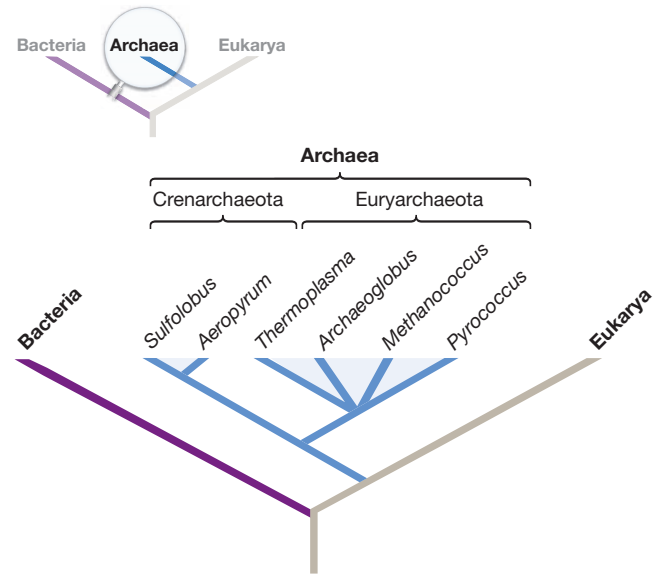 Bacteria Archaea Eukarya
Archaea
Crenarchaeota Euryarchaeota
Bacteria
Sulfolobus
Aeropyrum
Thermoplasma
Archaeoglobus
Methanococcus
Pyrococcus
Eukarya